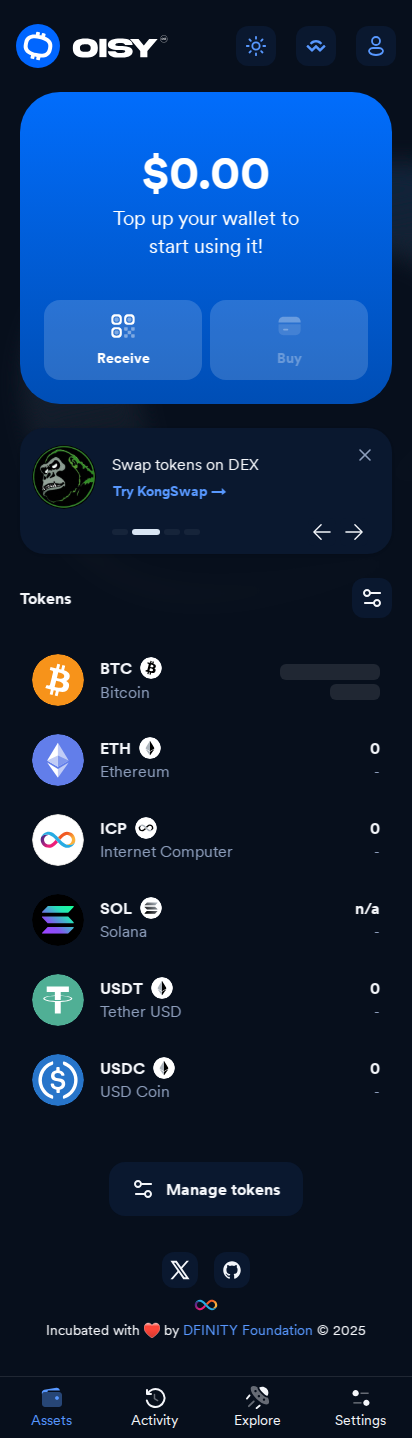 OISY
$0.00
Top up your wallet to
start using it!
Receive
Buy
Swap tokens on DEX
Try KongSwap →
Tokens
BTC
Bitcoin
ETH 0
Ethereum -
ICP 0
Internet Computer -
SOL n/a
Solana -
USDT 0
Tether USD -
USDC 0
USD Coin -
Manage tokens
Incubated with ❤️ by DFINITY Foundation © 2025
Assets Activity Explore Settings